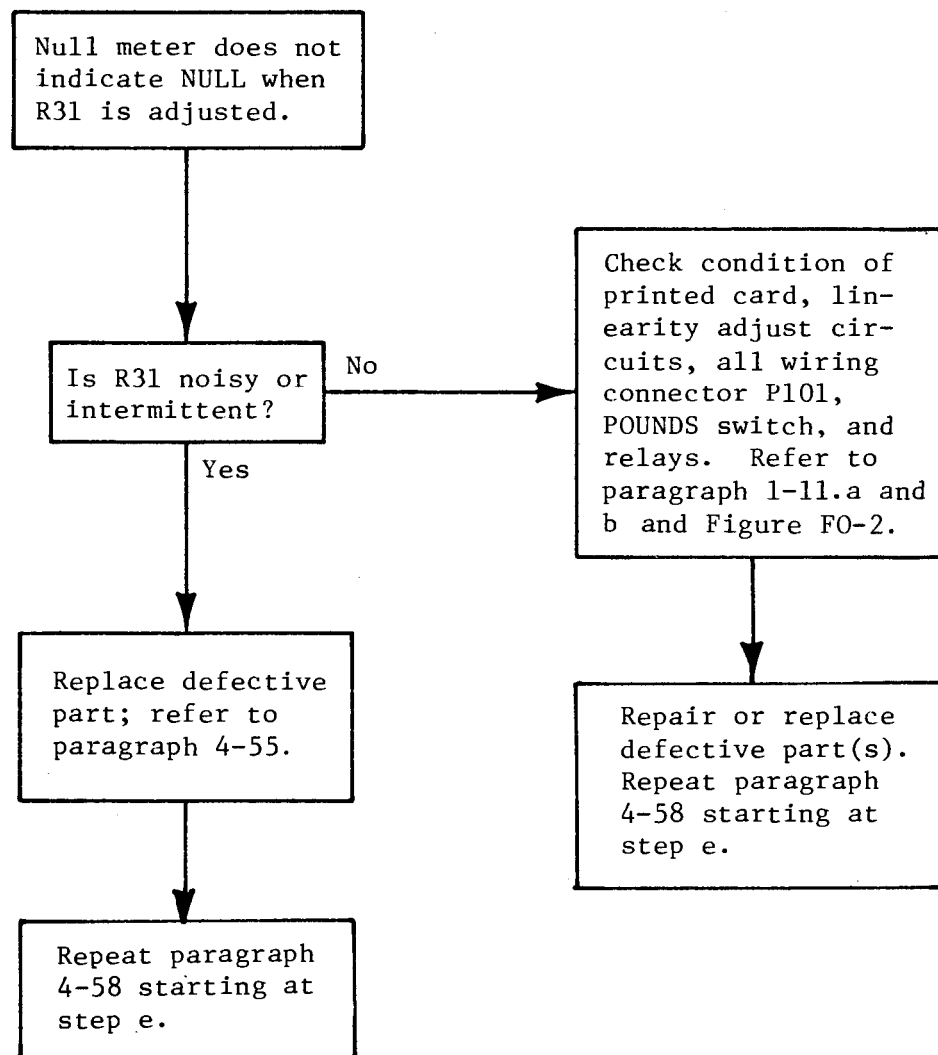 Null meter does not
indicate NULL when
R31 is adjusted.
Is R31 noisy or
intermittent?
No
Yes
Check condition of
printed card, lin-
earity adjust cir-
cuits, all wiring
connector P101,
POUNDS switch, and
relays. Refer to
paragraph 1-11.a and
b and Figure FO-2.
Replace defective
part; refer to
paragraph 4-55.
Repair or replace
defective part(s).
Repeat paragraph
4-58 starting at
step e.
Repeat paragraph
4-58 starting at
step e.